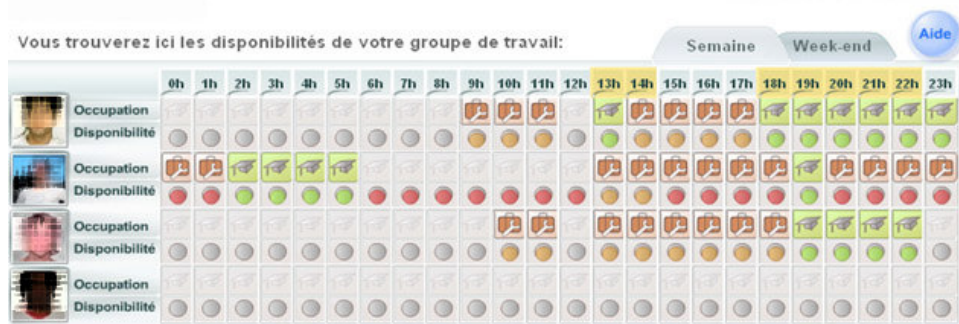 Vous trouverez ici les disponibilités de votre groupe de travail:
Semaine
Week-end
Aide
0h 1h 2h 3h 4h 5h 6h 7h 8h 9h 10h 11h 12h 13h 14h 15h 16h 17h 18h 19h 20h 21h 22h 23h
Occupation
Disponibilité
Occupation
Disponibilité
Occupation
Disponibilité
Occupation
Disponibilité